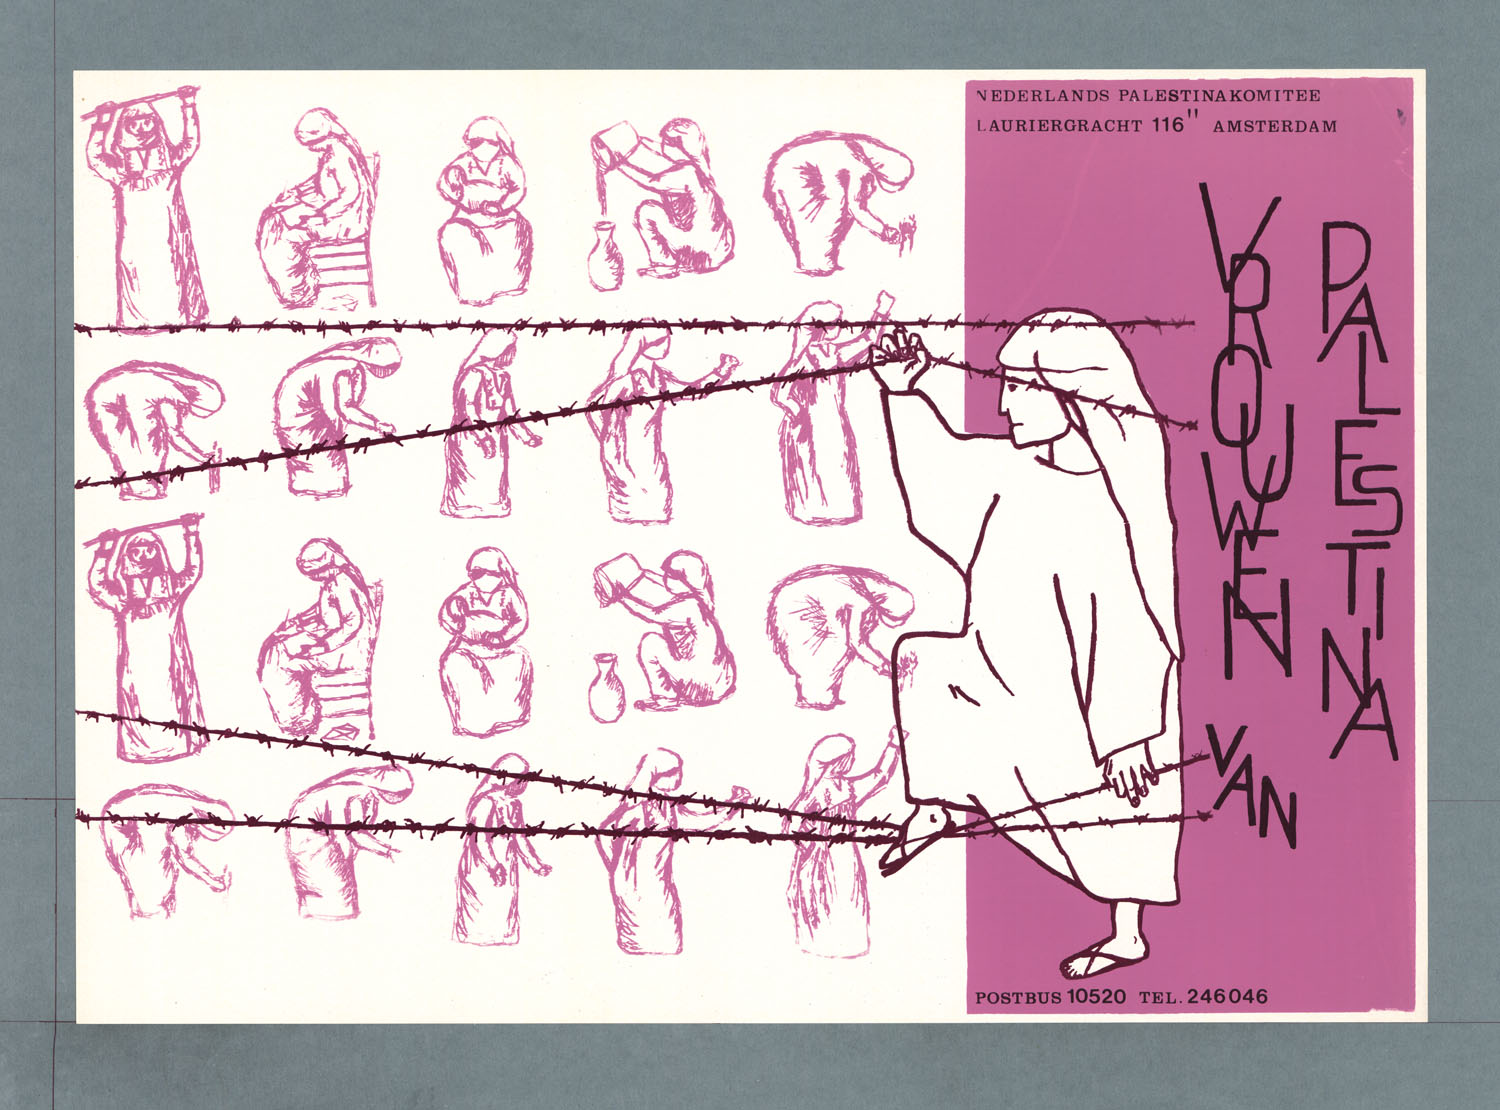 NEDERLANDS PALESTINAKOMITEE
LAURIERGRACHT 116" AMSTERDAM
VROUWEN
VAN
PALESTINA
POSTBUS 10520 TEL. 246046